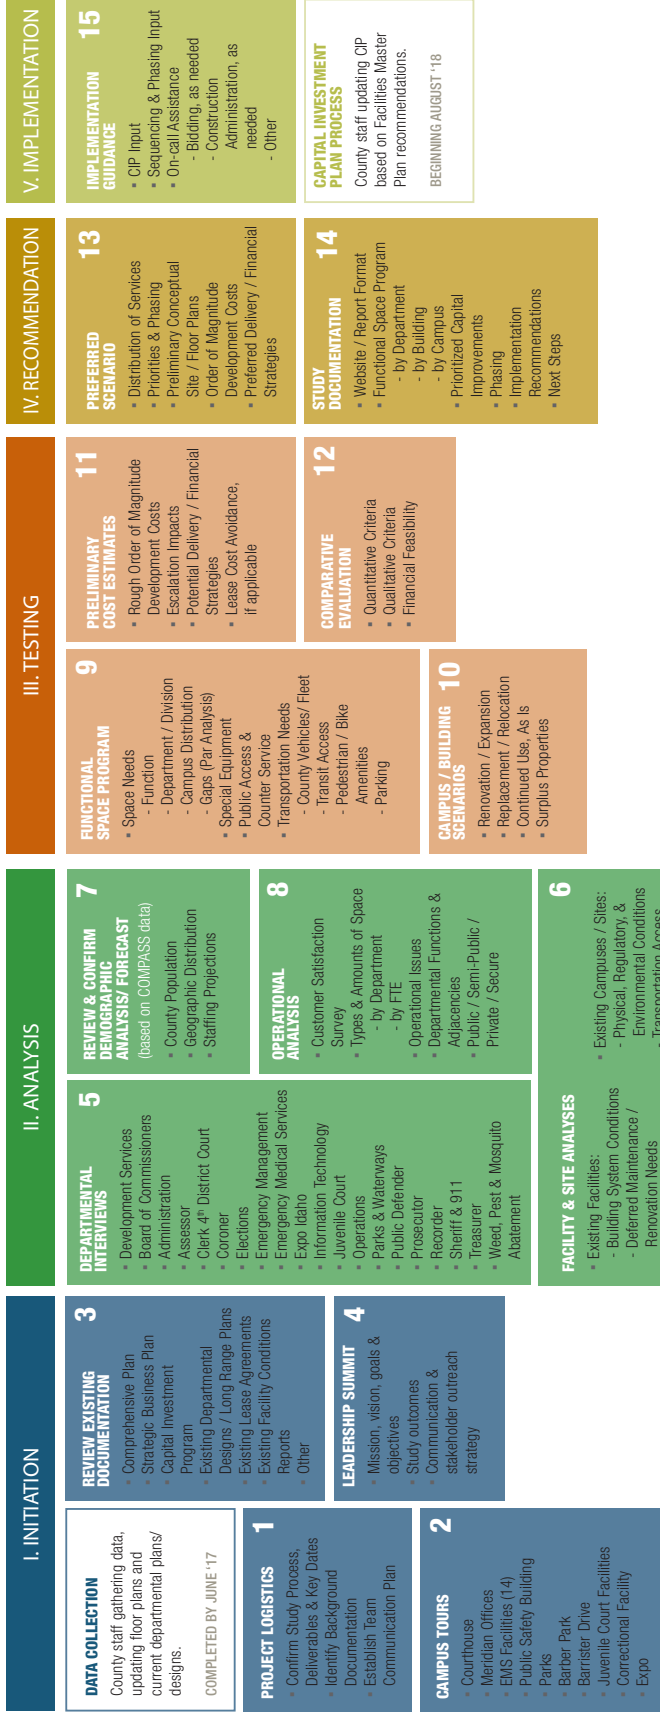 I. INITIATION
DATA COLLECTION
County staff gathering data,
updating floor plans and
current departmental plans/
designs.
COMPLETED BY JUNE '17
PROJECT LOGISTICS 1
▪ Confirm Study Process,
Deliverables & Key Dates
▪ Identify Background
Documentation
▪ Establish Team
Communication Plan
CAMPUS TOURS 2
▪ Courthouse
▪ Meridian Offices
▪ EMS Facilities (14)
▪ Public Safety Building
▪ Parks
▪ Barber Park
▪ Barrister Drive
▪ Juvenile Court Facilities
▪ Correctional Facility
▪ Expo
REVIEW EXISTING 3
DOCUMENTATION
▪ Comprehensive Plan
▪ Strategic Business Plan
▪ Capital Investment
Program
▪ Existing Departmental
Designs / Long Range Plans
▪ Existing Lease Agreements
▪ Existing Facility Conditions
Reports
▪ Other
LEADERSHIP SUMMIT 4
▪ Mission, vision, goals &
objectives
▪ Study outcomes
▪ Communication &
stakeholder outreach
strategy
II. ANALYSIS
DEPARTMENTAL 5
INTERVIEWS
▪ Development Services
▪ Board of Commissioners
▪ Administration
▪ Assessor
▪ Clerk 4th District Court
▪ Coroner
▪ Elections
▪ Emergency Management
▪ Emergency Medical Services
▪ Expo Idaho
▪ Information Technology
▪ Juvenile Court
▪ Operations
▪ Parks & Waterways
▪ Public Defender
▪ Prosecutor
▪ Recorder
▪ Sheriff & 911
▪ Treasurer
▪ Weed, Pest & Mosquito
Abatement
FACILITY & SITE ANALYSES 6
▪ Existing Facilities:
- Building System Conditions
- Deferred Maintenance /
Renovation Needs
▪ Existing Campuses / Sites:
- Physical, Regulatory, &
Environmental Conditions
- Transportation Access
REVIEW & CONFIRM 7
DEMOGRAPHIC
ANALYSIS/ FORECAST
(based on COMPASS data)
▪ County Population
▪ Geographic Distribution
▪ Staffing Projections
OPERATIONAL 8
ANALYSIS
▪ Customer Satisfaction
Survey
▪ Types & Amounts of Space
- by Department
- by FTE
▪ Operational Issues
▪ Departmental Functions &
Adjacencies
▪ Public / Semi-Public /
Private / Secure
III. TESTING
FUNCTIONAL 9
SPACE PROGRAM
▪ Space Needs
- Function
- Department / Division
- Campus Distribution
- Gaps (Par Analysis)
▪ Special Equipment
▪ Public Access &
Counter Service
▪ Transportation Needs
- County Vehicles/ Fleet
- Transit Access
- Pedestrian / Bike
Amenities
- Parking
CAMPUS / BUILDING 10
SCENARIOS
▪ Renovation / Expansion
▪ Replacement / Relocation
▪ Continued Use, As Is
▪ Surplus Properties
PRELIMINARY 11
COST ESTIMATES
▪ Rough Order of Magnitude
Development Costs
▪ Escalation Impacts
▪ Potential Delivery / Financial
Strategies
▪ Lease Cost Avoidance,
if applicable
COMPARATIVE 12
EVALUATION
▪ Quantitative Criteria
▪ Qualitative Criteria
▪ Financial Feasibility
IV. RECOMMENDATION
PREFERRED 13
SCENARIO
▪ Distribution of Services
▪ Priorities & Phasing
▪ Preliminary Conceptual
Site / Floor Plans
▪ Order of Magnitude
Development Costs
▪ Preferred Delivery / Financial
Strategies
STUDY 14
DOCUMENTATION
▪ Website / Report Format
▪ Functional Space Program
- by Department
- by Building
- by Campus
▪ Prioritized Capital
Improvements
▪ Phasing
▪ Implementation
Recommendations
▪ Next Steps
V. IMPLEMENTATION
IMPLEMENTATION 15
GUIDANCE
▪ CIP Input
▪ Sequencing & Phasing Input
▪ On-call Assistance
- Bidding, as needed
- Construction
Administration, as
needed
- Other
CAPITAL INVESTMENT
PLAN PROCESS
County staff updating CIP
based on Facilities Master
Plan recommendations.
BEGINNING AUGUST '18